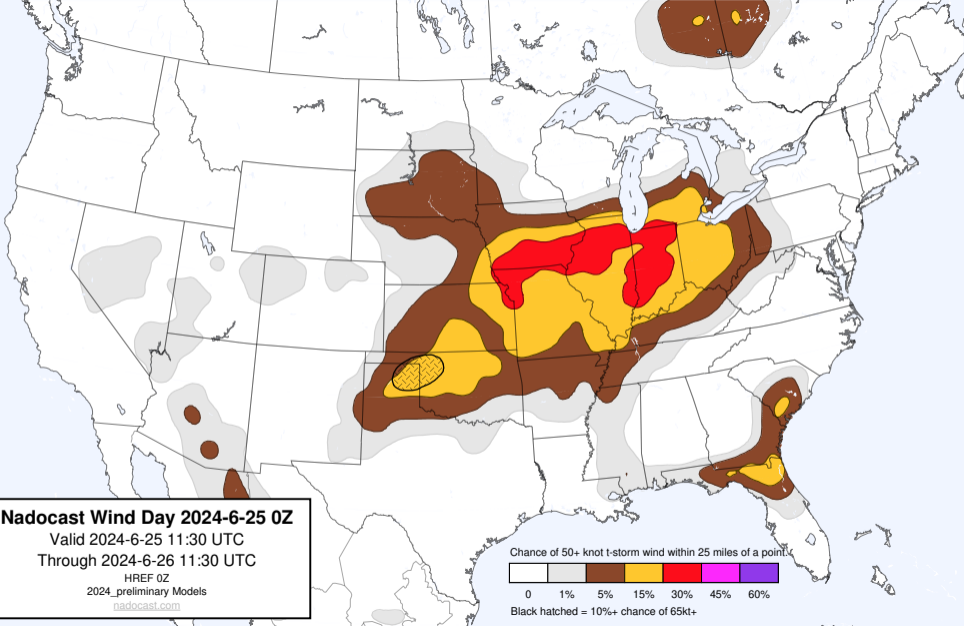 Nadocast Wind Day 2024-6-25 0Z
Valid 2024-6-25 11:30 UTC
Through 2024-6-26 11:30 UTC
HREF 0Z
2024_preliminary Models
nadocast.com
Chance of 50+ knot t-storm wind within 25 miles of a point.
0 1% 5% 15% 30% 45% 60%
Black hatched = 10%+ chance of 65kt+